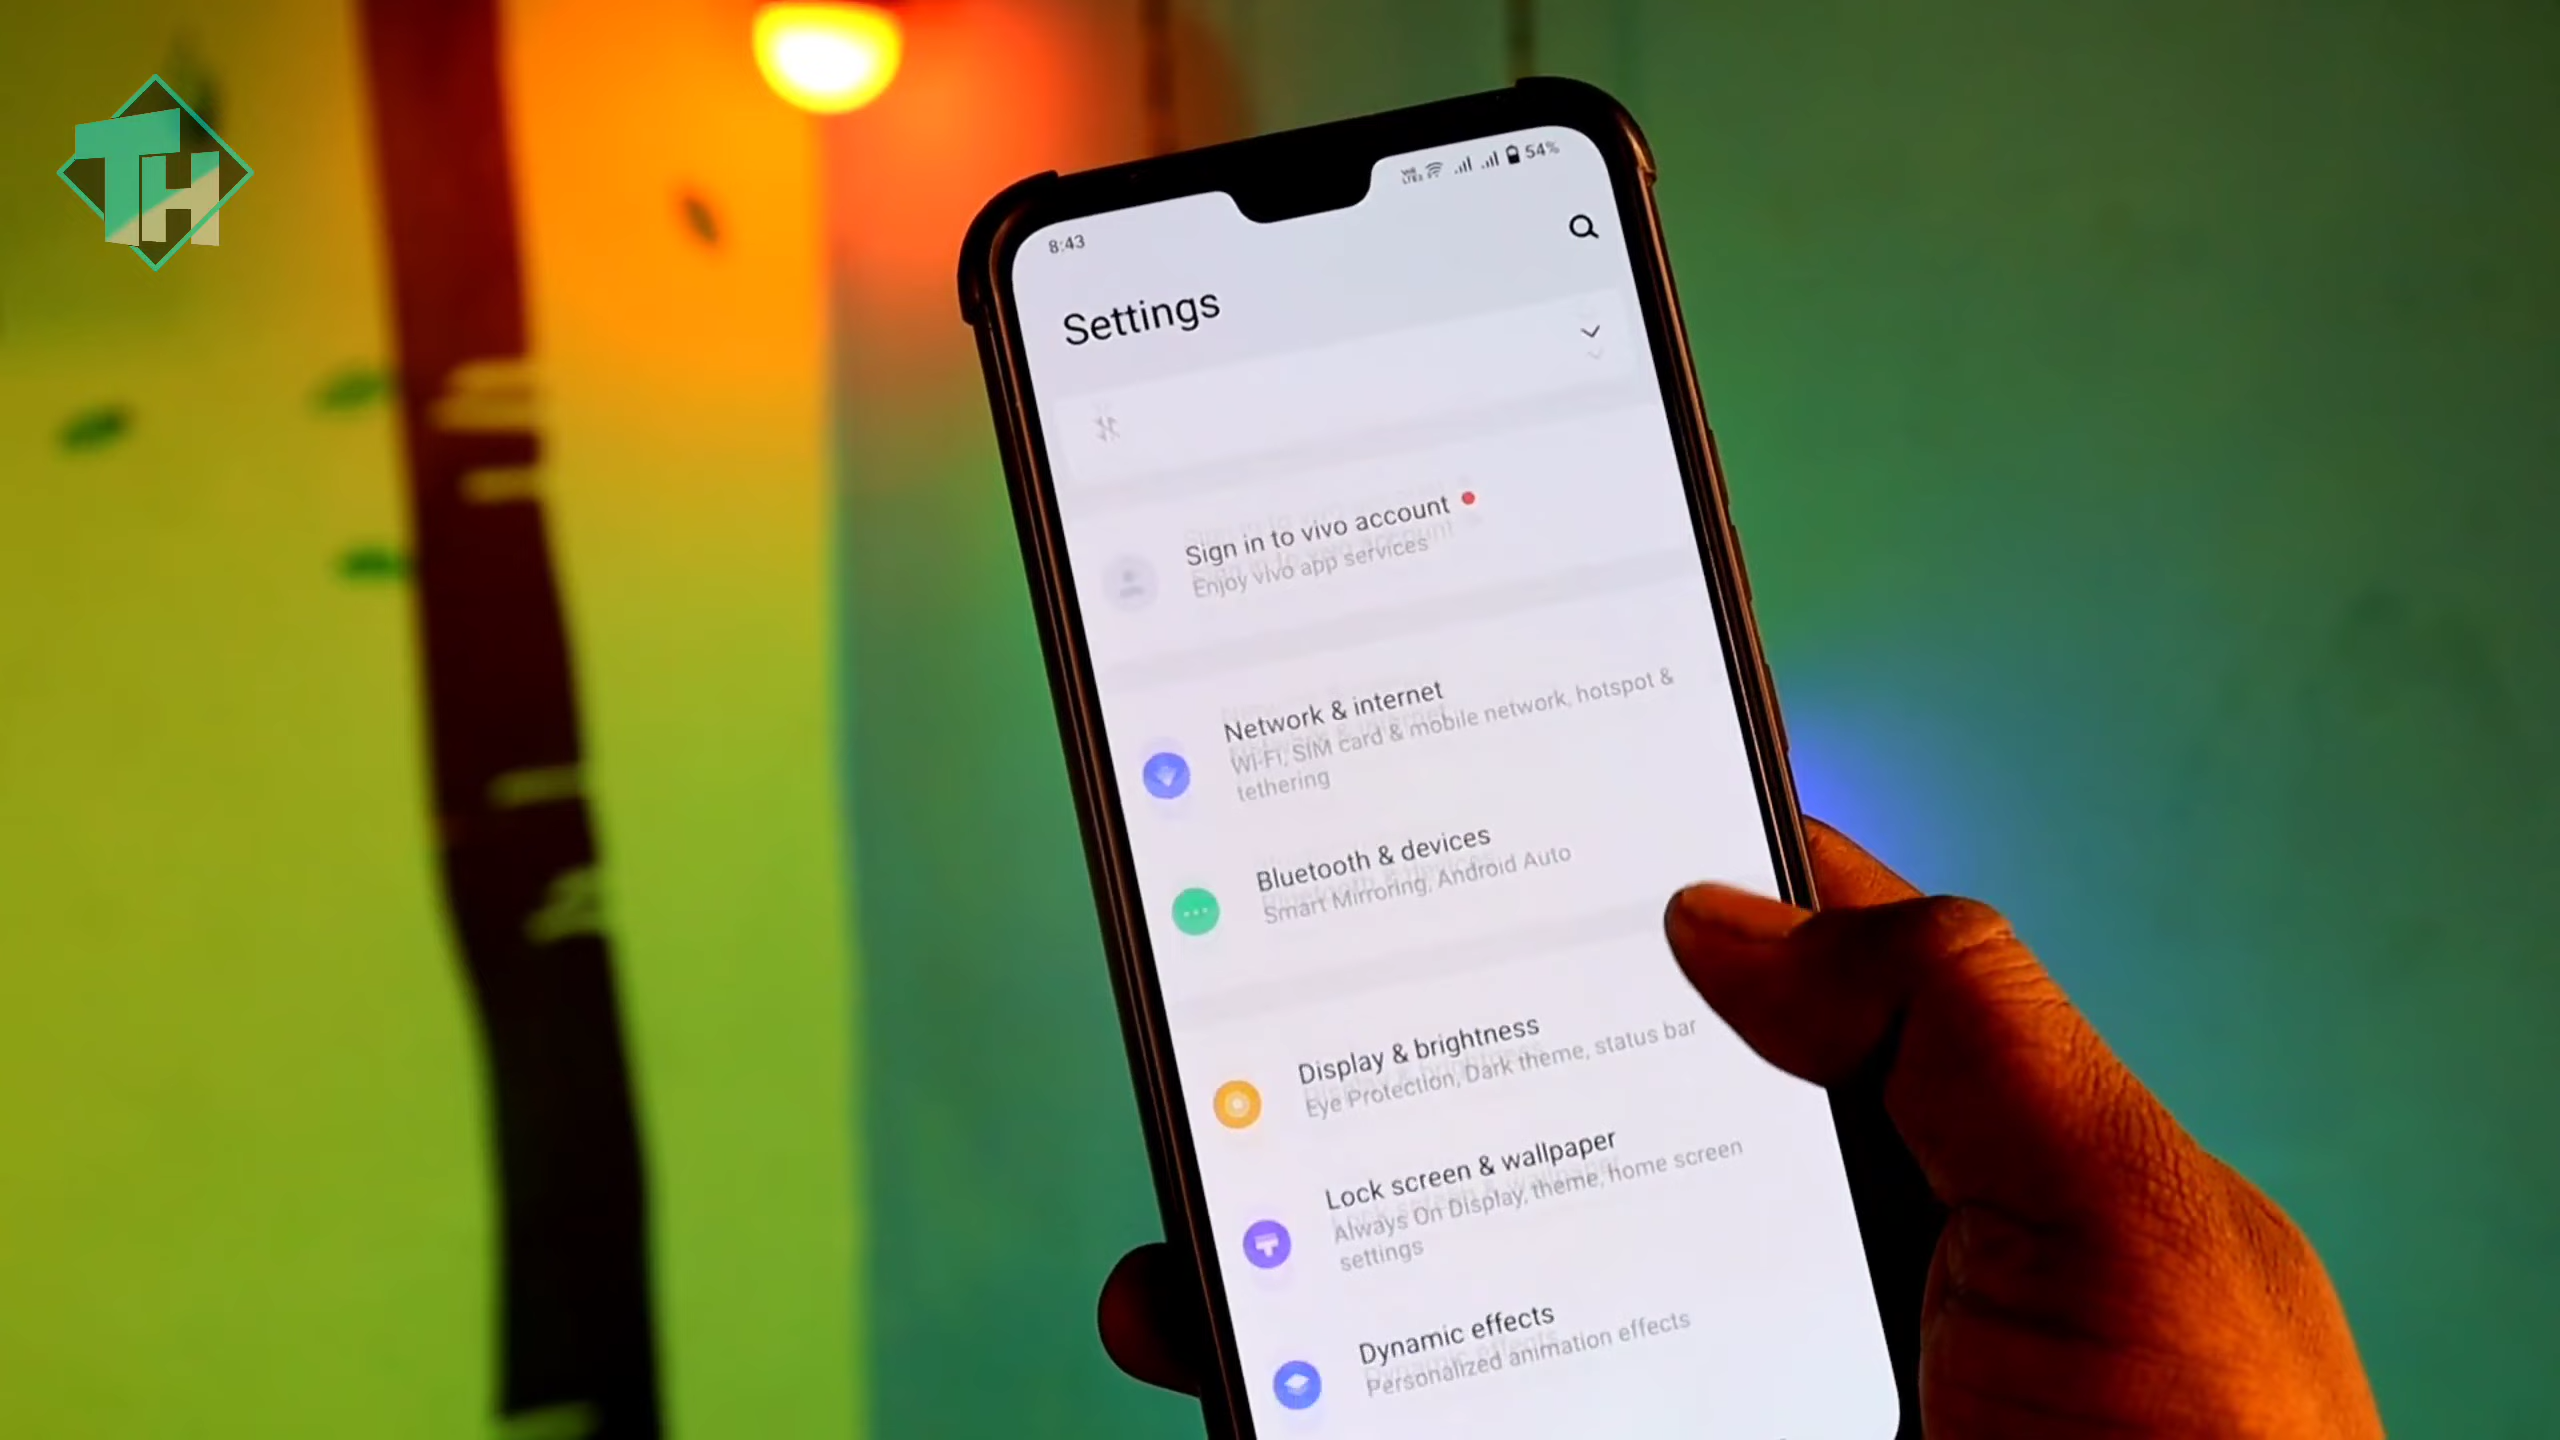 TH
8:43
54%
Settings
Sign in to vivo account
Enjoy vivo app services
Network & internet
Wi-Fi, SIM card & mobile network, hotspot &
tethering
Bluetooth & devices
Smart Mirroring, Android Auto
Display & brightness
Eye Protection, Dark theme, status bar
Lock screen & wallpaper
Always On Display, theme, home screen
settings
Dynamic effects
Personalized animation effects